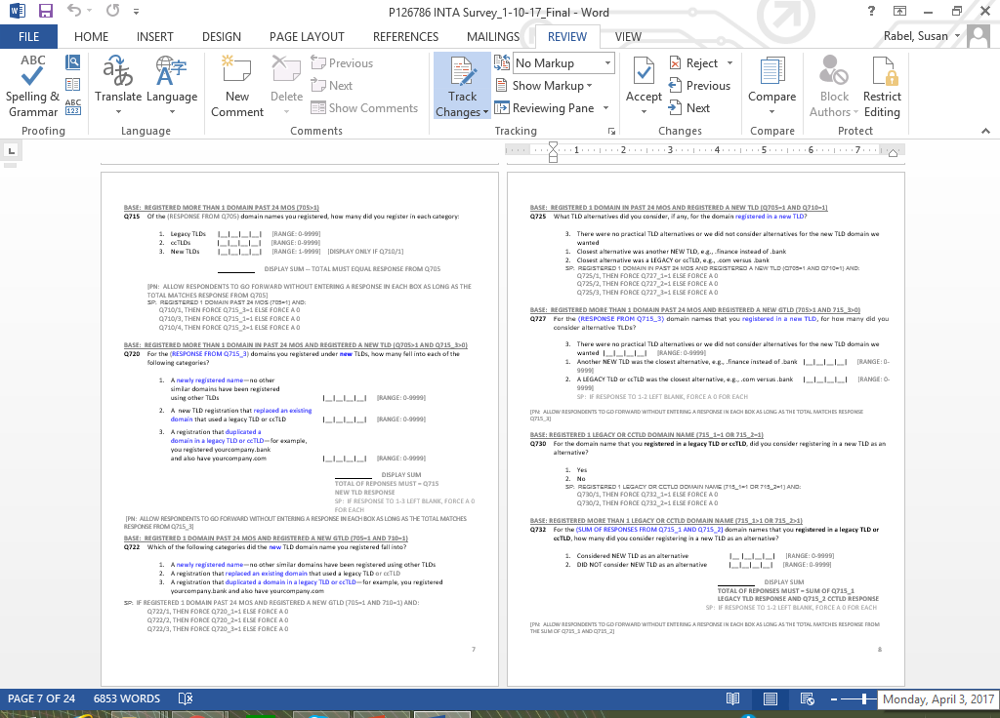 P126786 INTA Survey_1-10-17_Final - Word
FILE HOME INSERT DESIGN PAGE LAYOUT REFERENCES MAILINGS REVIEW VIEW Rabel, Susan
Spelling & Grammar
Translate
Language
New Comment
Delete
Previous
Next
Show Comments
Track Changes
No Markup
Show Markup
Reviewing Pane
Accept
Reject
Previous
Next
Compare
Block Authors
Restrict Editing
Proofing Language Comments Tracking Changes Compare Protect
1 2 3 4 5 6 7
BASE: REGISTERED MORE THAN 1 DOMAIN PAST 24 MOS (705>1)
Q715 Of the (RESPONSE FROM Q705) domain names you registered, how many did you register in each category:
1. Legacy TLDs |__|__|__|__| [RANGE: 0-9999]
2. ccTLDs |__|__|__|__| [RANGE: 0-9999]
3. New TLDs |__|__|__|__| [RANGE: 1-9999] [DISPLAY ONLY IF Q710/1]
________ DISPLAY SUM -- TOTAL MUST EQUAL RESPONSE FROM Q705
[PN: ALLOW RESPONDENTS TO GO FORWARD WITHOUT ENTERING A RESPONSE IN EACH BOX AS LONG AS THE
TOTAL MATCHES RESPONSE FROM Q705]
SP: REGISTERED 1 DOMAIN PAST 24 MOS (705=1) AND:
Q710/1, THEN FORCE Q715_3=1 ELSE FORCE A 0
Q710/3, THEN FORCE Q715_1=1 ELSE FORCE A 0
Q710/4, THEN FORCE Q715_2=1 ELSE FORCE A 0
BASE: REGISTERED MORE THAN 1 DOMAIN IN PAST 24 MOS AND REGISTERED A NEW TLD (Q705>1 AND Q715_3>0)
Q720 For the (RESPONSE FROM Q715_3) domains you registered under new TLDs, how many fell into each of the
following categories?
1. A newly registered name—no other
similar domains have been registered
using other TLDs |__|__|__|__| [RANGE: 0-9999]
2. A new TLD registration that replaced an existing
domain that used a legacy TLD or ccTLD |__|__|__|__| [RANGE: 0-9999]
3. A registration that duplicated a
domain in a legacy TLD or ccTLD—for example,
you registered yourcompany.bank
and also have yourcompany.com |__|__|__|__| [RANGE: 0-9999]
________ DISPLAY SUM
TOTAL OF REPONSES MUST = Q715
NEW TLD RESPONSE
SP: IF RESPONSE TO 1-3 LEFT BLANK, FORCE A 0
FOR EACH
[PN: ALLOW RESPONDENTS TO GO FORWARD WITHOUT ENTERING A RESPONSE IN EACH BOX AS LONG AS THE TOTAL MATCHES
RESPONSE FROM Q715_3]
BASE: REGISTERED 1 DOMAIN PAST 24 MOS AND REGISTERED A NEW GTLD (705=1 AND 710=1)
Q722 Which of the following categories did the new TLD domain name you registered fall into?
1. A newly registered name—no other similar domains have been registered using other TLDs
2. A registration that replaced an existing domain that used a legacy TLD or ccTLD
3. A registration that duplicated a domain in a legacy TLD or ccTLD—for example, you registered
yourcompany.bank and also have yourcompany.com
SP: IF REGISTERED 1 DOMAIN PAST 24 MOS AND REGISTERED A NEW GTLD (705=1 AND 710=1) AND:
Q722/1, THEN FORCE Q720_1=1 ELSE FORCE A 0
Q722/2, THEN FORCE Q720_2=1 ELSE FORCE A 0
Q722/3, THEN FORCE Q720_3=1 ELSE FORCE A 0
7
BASE: REGISTERED 1 DOMAIN IN PAST 24 MOS AND REGISTERED A NEW TLD (Q705=1 AND Q710=1)
Q725 What TLD alternatives did you consider, if any, for the domain registered in a new TLD?
3. There were no practical TLD alternatives or we did not consider alternatives for the new TLD domain we
wanted
1. Closest alternative was another NEW TLD, e.g., .finance instead of .bank
2. Closest alternative was a LEGACY or ccTLD, e.g., .com versus .bank
SP: REGISTERED 1 DOMAIN IN PAST 24 MOS AND REGISTERED A NEW TLD (Q705=1 AND Q710=1) AND:
Q725/1, THEN FORCE Q727_1=1 ELSE FORCE A 0
Q725/2, THEN FORCE Q727_2=1 ELSE FORCE A 0
Q725/3, THEN FORCE Q727_3=1 ELSE FORCE A 0
BASE: REGISTERED MORE THAN 1 DOMAIN PAST 24 MOS AND REGISTERED A NEW GTLD (705>1 AND 715_3>0)
Q727 For the (RESPONSE FROM Q715_3) domain names that you registered in a new TLD, for how many did you
consider alternative TLDs?
3. There were no practical TLD alternatives or we did not consider alternatives for the new TLD domain we
wanted |__|__|__|__| [RANGE: 0-9999]
1. Another NEW TLD was the closest alternative, e.g., .finance instead of .bank |__|__|__|__| [RANGE: 0-
9999]
2. A LEGACY TLD or ccTLD was the closest alternative, e.g., .com versus .bank |__|__|__|__| [RANGE: 0-
9999]
SP: IF RESPONSE TO 1-2 LEFT BLANK, FORCE A 0 FOR EACH
[PN: ALLOW RESPONDENTS TO GO FORWARD WITHOUT ENTERING A RESPONSE IN EACH BOX AS LONG AS THE TOTAL MATCHES RESPONSE
Q715_3]
BASE: REGISTERED 1 LEGACY OR CCTLD DOMAIN NAME (715_1=1 OR 715_2=1)
Q730 For the domain name that you registered in a legacy TLD or ccTLD, did you consider registering in a new TLD as an
alternative?
1. Yes
2. No
SP: REGISTERED 1 LEGACY OR CCTLD DOMAIN NAME (715_1=1 OR 715_2=1) AND:
Q730/1, THEN FORCE Q732_1=1 ELSE FORCE A 0
Q730/2, THEN FORCE Q732_2=1 ELSE FORCE A 0
BASE: REGISTERED MORE THAN 1 LEGACY OR CCTLD DOMAIN NAME (715_1>1 OR 715_2>1)
Q732 For the [SUM OF RESPONSES FROM Q715_1 AND Q715_2] domain names that you registered in a legacy TLD or
ccTLD, how many did you consider registering in a new TLD as an alternative?
1. Considered NEW TLD as an alternative |__|__|__|__| [RANGE: 0-9999]
2. DID NOT consider NEW TLD as an alternative |__|__|__|__| [RANGE: 0-9999]
________ DISPLAY SUM
TOTAL OF REPONSES MUST = SUM OF Q715_1
LEGACY TLD RESPONSE AND Q715_2 CCTLD RESPONSE
SP: IF RESPONSE TO 1-2 LEFT BLANK, FORCE A 0 FOR EACH
[PN: ALLOW RESPONDENTS TO GO FORWARD WITHOUT ENTERING A RESPONSE IN EACH BOX AS LONG AS THE TOTAL MATCHES RESPONSE FROM
THE SUM OF Q715_1 AND Q715_2]
8
PAGE 7 OF 24 6853 WORDS
Monday, April 3, 2017